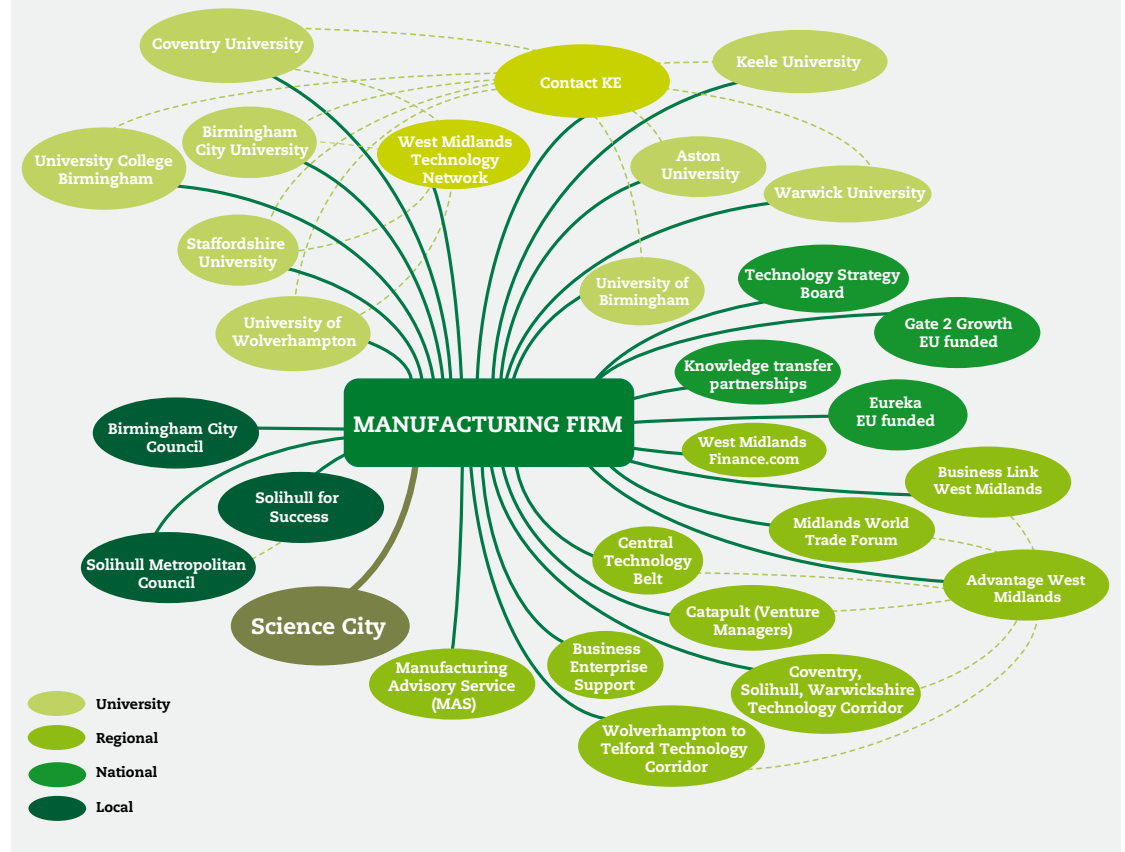 Coventry University
Contact KE
Keele University
Birmingham
City University
West Midlands
Technology
Network
University College
Birmingham
Aston
University
Warwick University
Staffordshire
University
University of
Birmingham
Technology Strategy
Board
University of
Wolverhampton
Gate 2 Growth
EU funded
Knowledge transfer
partnerships
Eureka
EU funded
MANUFACTURING FIRM
Birmingham City
Council
West Midlands
Finance.com
Business Link
West Midlands
Solihull for
Success
Midlands World
Trade Forum
Solihull Metropolitan
Council
Central
Technology
Belt
Advantage West
Midlands
Science City
Catapult (Venture
Managers)
Manufacturing
Advisory Service
(MAS)
Business
Enterprise
Support
Coventry,
Solihull, Warwickshire
Technology Corridor
Wolverhampton to
Telford Technology
Corridor
University
Regional
National
Local